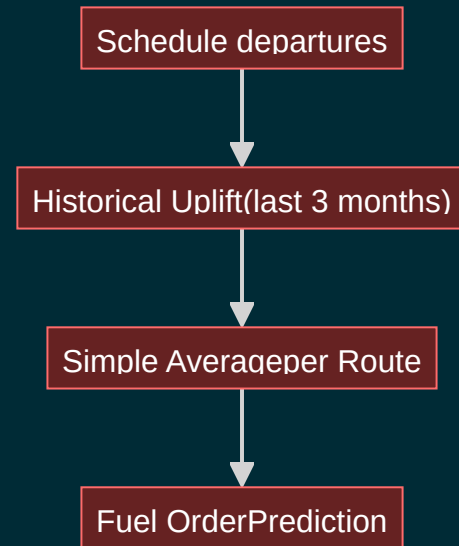 Schedule departures
Historical Uplift(last 3 months)
Simple Averageper Route
Fuel OrderPrediction